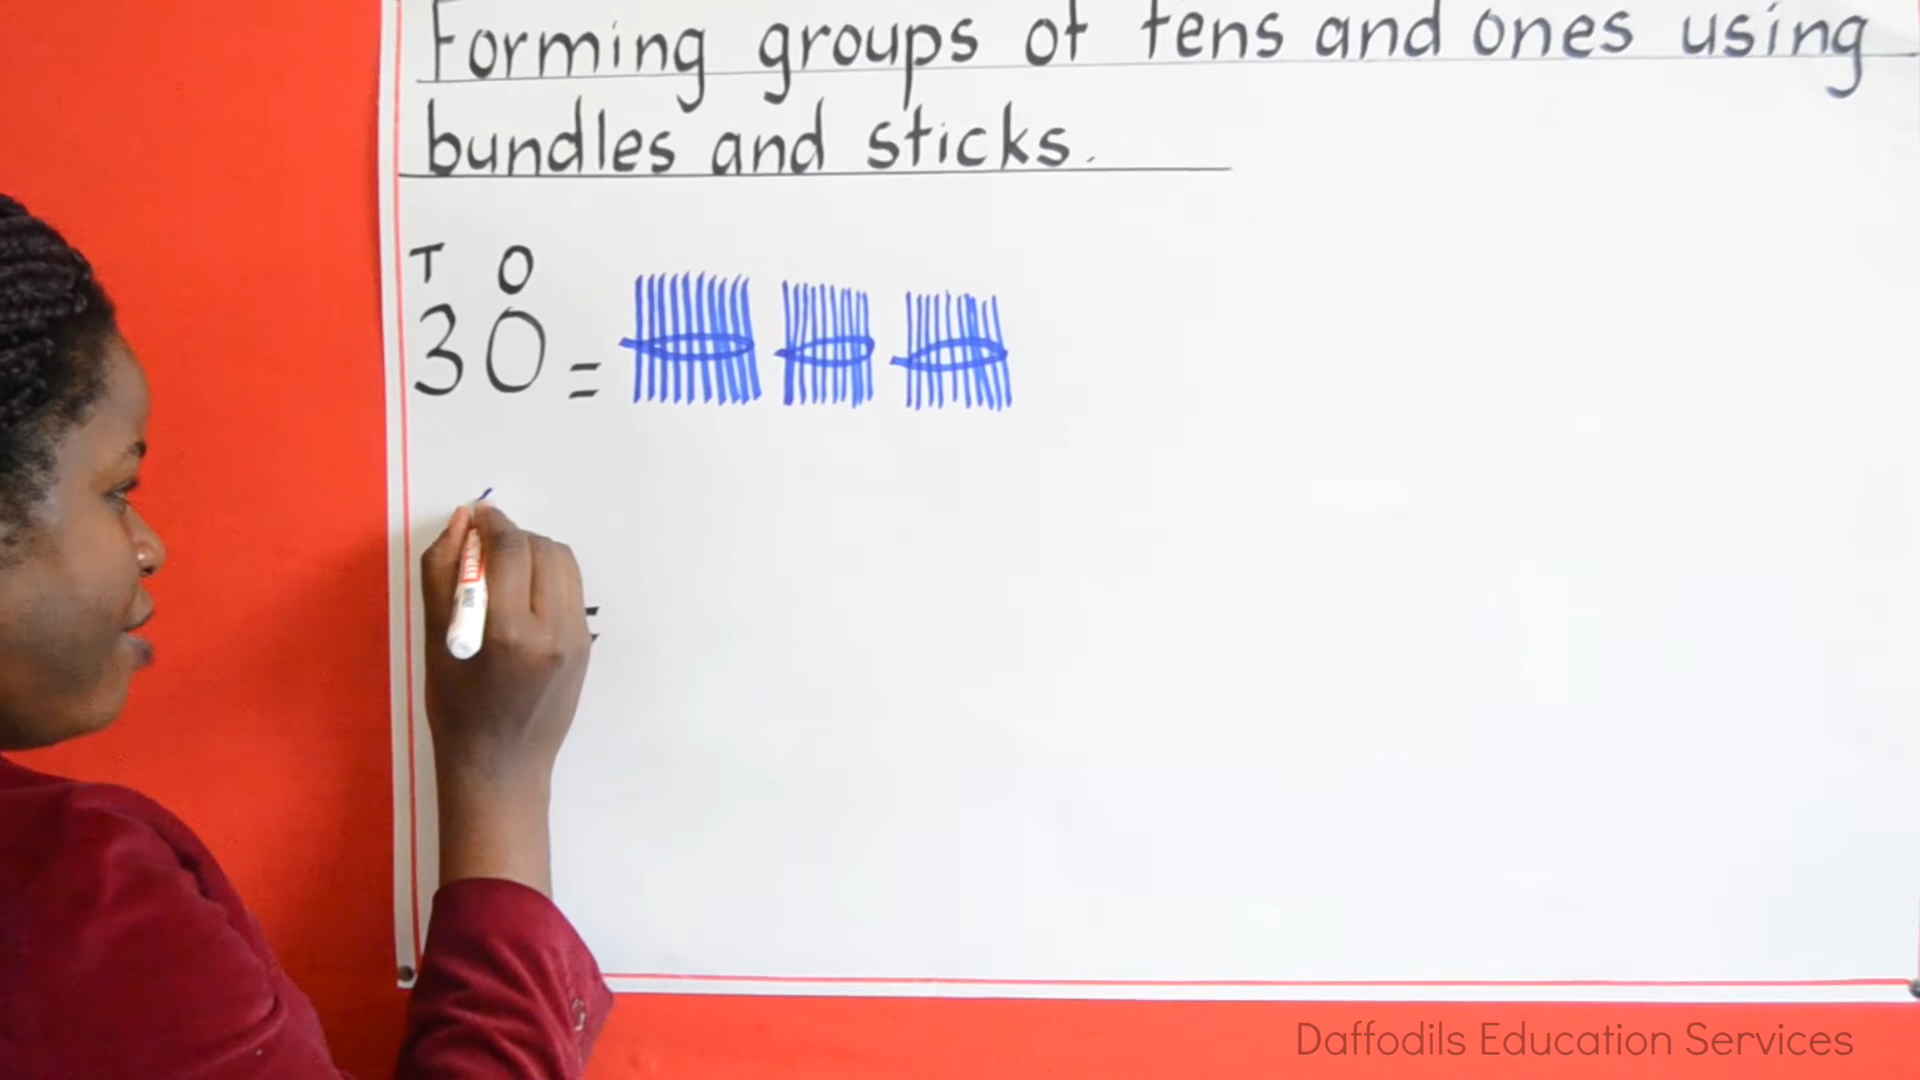 Forming groups of tens and ones using
bundles and sticks.
T O
30 =
=
Daffodils Education Services